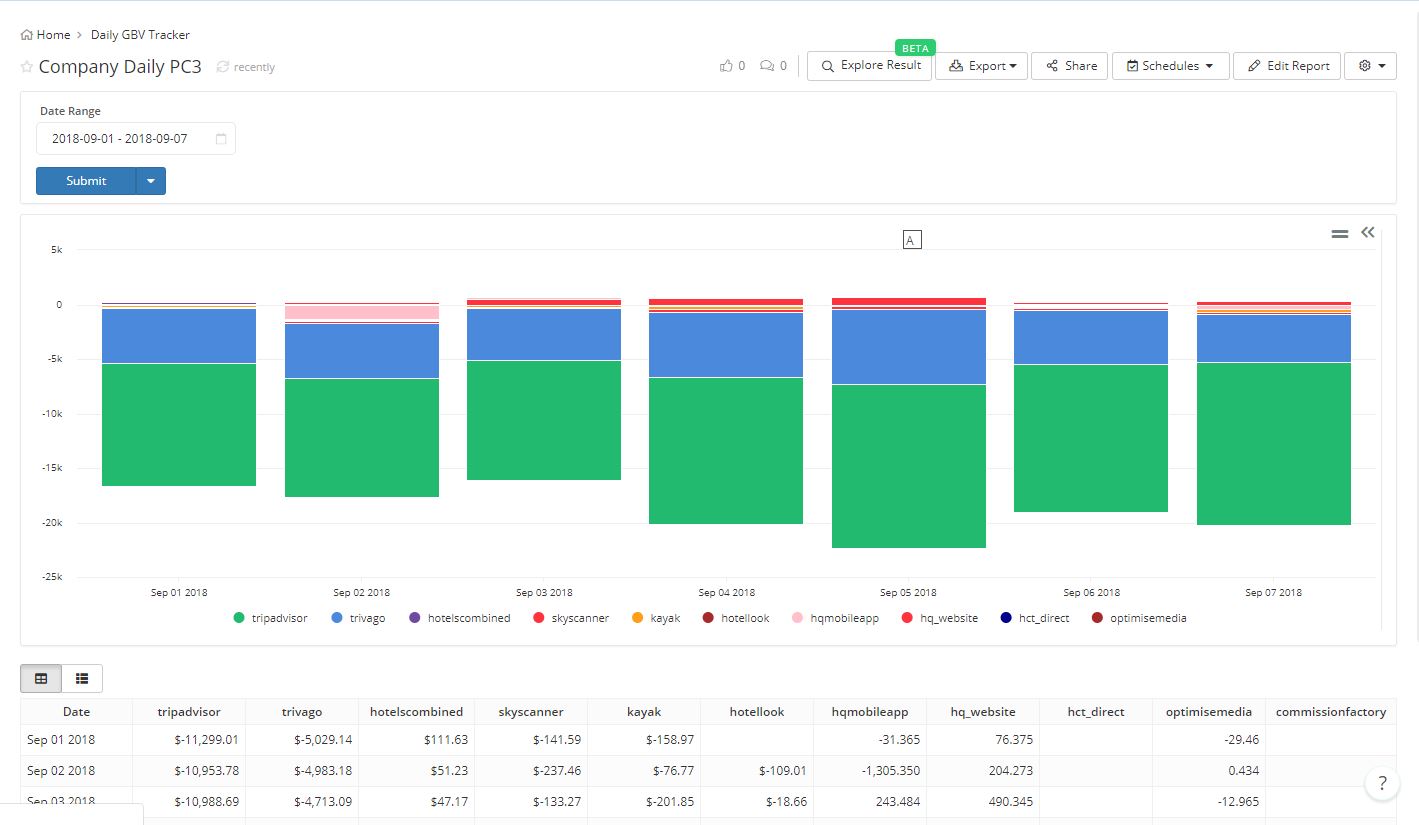 Home > Daily GBV Tracker
BETA
Company Daily PC3 recently 0 0 Explore Result Export Share Schedules Edit Report
Date Range
2018-09-01 - 2018-09-07
Submit
A
5k
0
-5k
-10k
-15k
-20k
-25k
Sep 01 2018 Sep 02 2018 Sep 03 2018 Sep 04 2018 Sep 05 2018 Sep 06 2018 Sep 07 2018
tripadvisor trivago hotelscombined skyscanner kayak hotellook hqmobileapp hq_website hct_direct optimisemedia
Date tripadvisor trivago hotelscombined skyscanner kayak hotellook hqmobileapp hq_website hct_direct optimisemedia commissionfactory
Sep 01 2018 $-11,299.01 $-5,029.14 $111.63 $-141.59 $-158.97 -31.365 76.375 -29.46
Sep 02 2018 $-10,953.78 $-4,983.18 $51.23 $-237.46 $-76.77 $-109.01 -1,305.350 204.273 0.434
Sep 03 2018 $-10,988.69 $-4,713.09 $47.17 $-133.27 $-201.85 $-18.66 243.484 490.345 -12.965
?